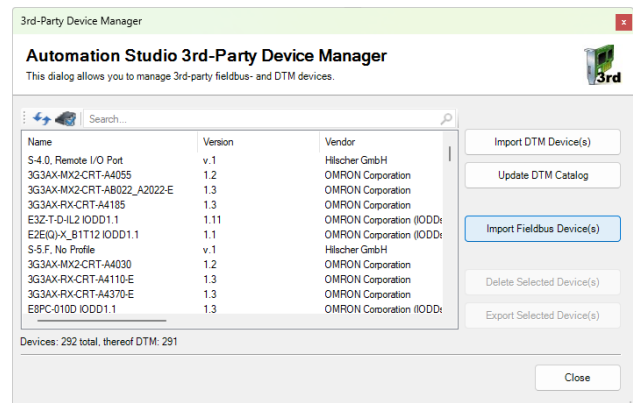 3rd-Party Device Manager
x
Automation Studio 3rd-Party Device Manager
This dialog allows you to manage 3rd-party fieldbus- and DTM devices.
3rd
Search...
Name Version Vendor
S-4.0, Remote I/O Port v.1 Hilscher GmbH
3G3AX-MX2-CRT-A4055 1.2 OMRON Corporation
3G3AX-MX2-CRT-AB022_A2022-E 1.3 OMRON Corporation
3G3AX-RX-CRT-A4185 1.3 OMRON Corporation
E3Z-T-D-IL2 IODD1.1 1.11 OMRON Corporation (IODDs
E2E(Q)-X_B1T12 IODD1.1 1.1 OMRON Corporation (IODDs
S-5.F, No Profile v.1 Hilscher GmbH
3G3AX-MX2-CRT-A4030 1.2 OMRON Corporation
3G3AX-RX-CRT-A4110-E 1.3 OMRON Corporation
3G3AX-RX-CRT-A4370-E 1.3 OMRON Corporation
E8PC-010D IODD1.1 1.3 OMRON Corporation (IODDs
Import DTM Device(s)
Update DTM Catalog
Import Fieldbus Device(s)
Delete Selected Device(s)
Export Selected Device(s)
Devices: 292 total, thereof DTM: 291
Close